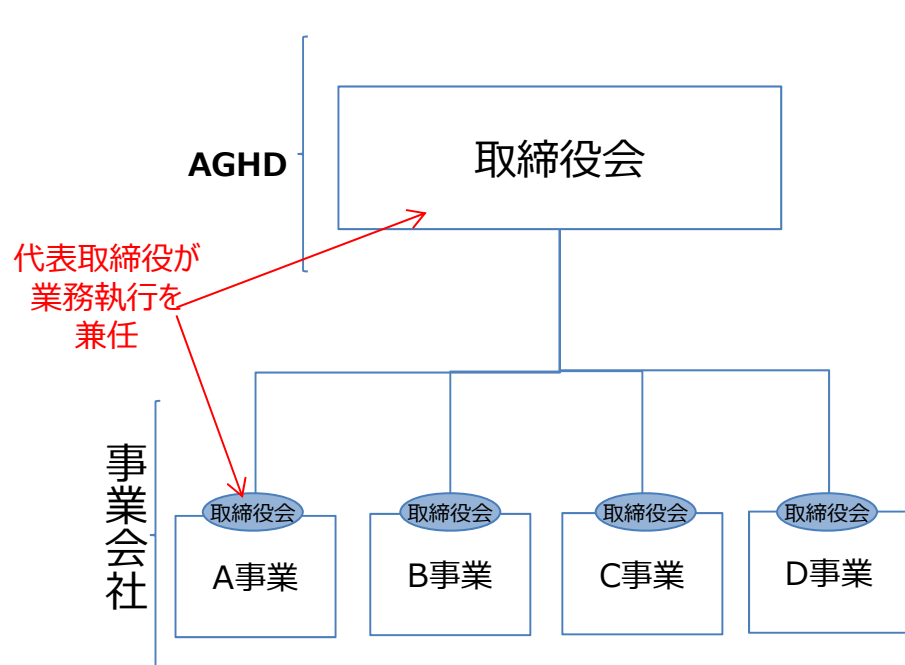 取締役会
AGHD
代表取締役が
業務執行を
兼任
事業会社
取締役会
取締役会
取締役会
取締役会
A事業
B事業
C事業
D事業